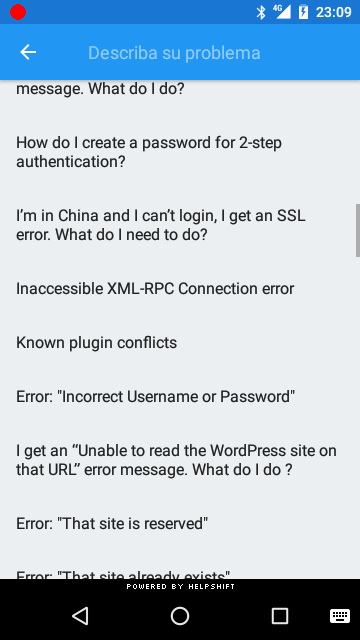 4G
23:09
Describa su problema
message. What do I do?
How do I create a password for 2-step
authentication?
I’m in China and I can’t login, I get an SSL
error. What do I need to do?
Inaccessible XML-RPC Connection error
Known plugin conflicts
Error: "Incorrect Username or Password"
I get an “Unable to read the WordPress site on
that URL” error message. What do I do ?
Error: "That site is reserved"
Error: "That site already exists"
POWERED BY HELPSHIFT